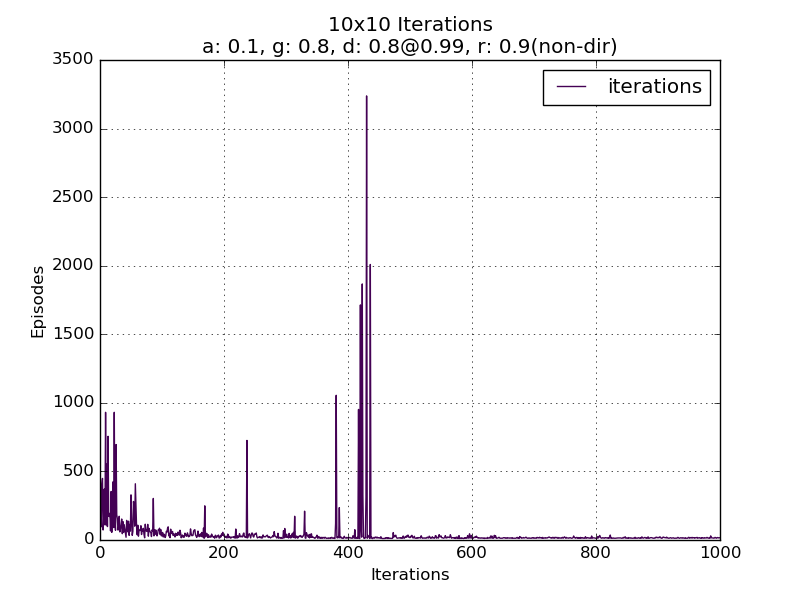 10x10 Iterations
a: 0.1, g: 0.8, d: 0.8@0.99, r: 0.9(non-dir)
iterations
3500
3000
2500
2000
1500
1000
500
0
Episodes
0 200 400 600 800 1000
Iterations